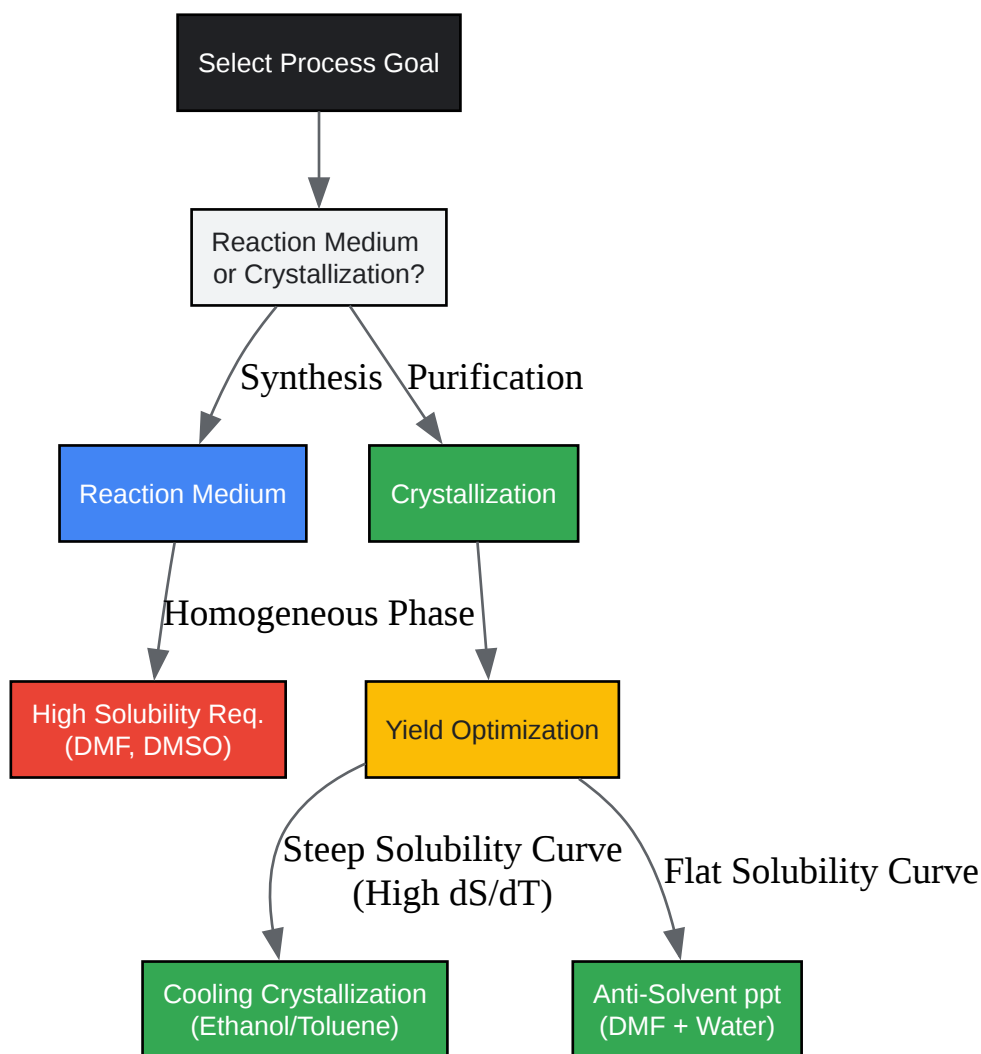 Select Process Goal
Reaction Medium
or Crystallization?
Synthesis
Purification
Reaction Medium
Crystallization
Homogeneous Phase
High Solubility Req.
(DMF, DMSO)
Yield Optimization
Steep Solubility Curve
(High dS/dT)
Flat Solubility Curve
Cooling Crystallization
(Ethanol/Toluene)
Anti-Solvent ppt
(DMF + Water)